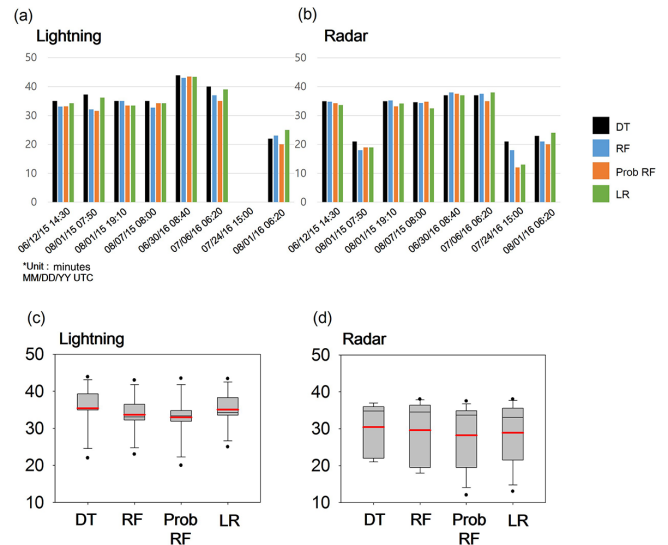 (a)
Lightning
50
40
30
20
10
0
06/12/15 14:30
08/01/15 07:50
08/01/15 19:10
08/07/15 08:00
06/30/16 08:40
07/06/16 06:20
07/24/16 15:00
08/01/16 06:20
*Unit : minutes
MM/DD/YY UTC
(b)
Radar
50
40
30
20
10
0
06/12/15 14:30
08/01/15 07:50
08/01/15 19:10
08/07/15 08:00
06/30/16 08:40
07/06/16 06:20
07/24/16 15:00
08/01/16 06:20
DT
RF
Prob RF
LR
(c)
Lightning
50
40
30
20
10
DT
RF
Prob
RF
LR
(d)
Radar
50
40
30
20
10
DT
RF
Prob
RF
LR